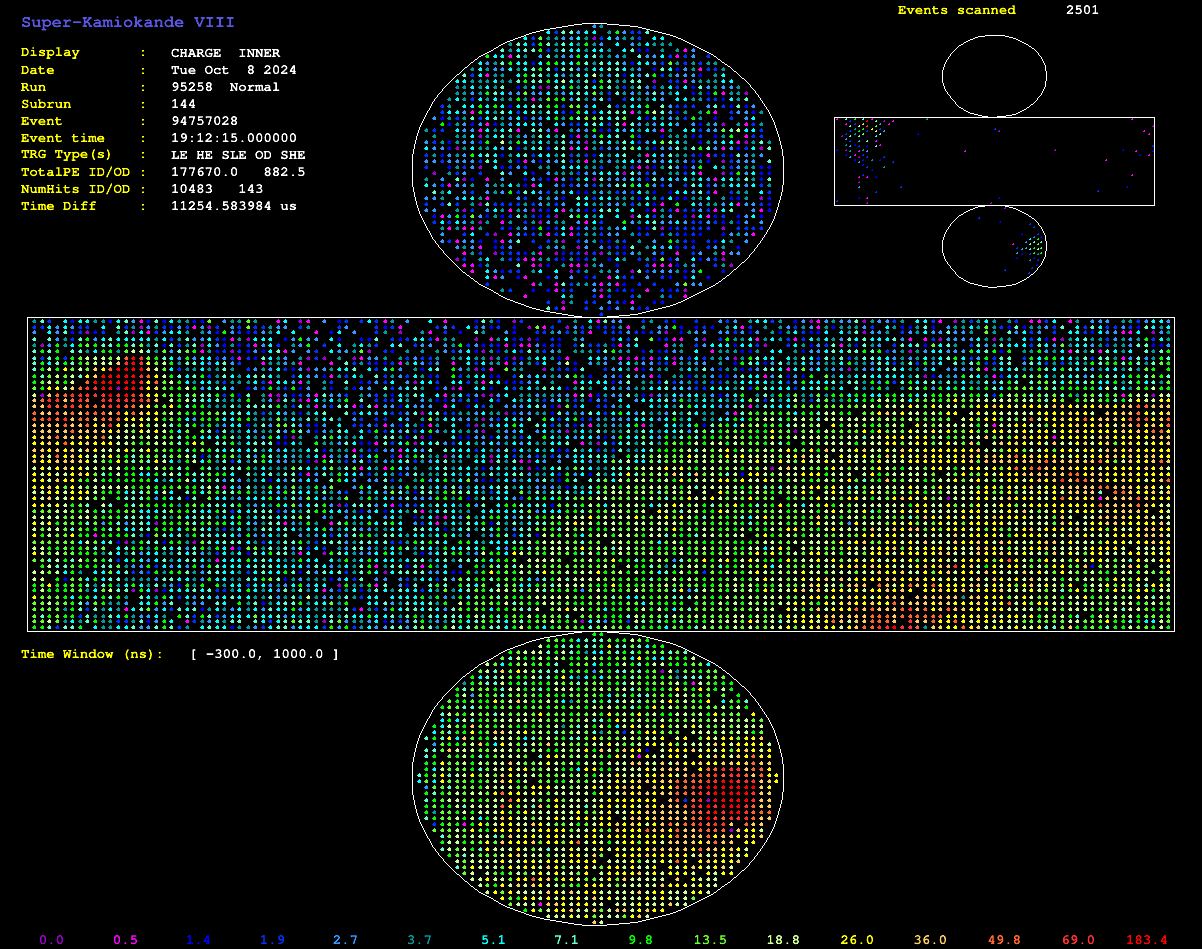 Super-Kamiokande VIII
Display : CHARGE INNER
Date : Tue Oct 8 2024
Run : 95258 Normal
Subrun : 144
Event : 94757028
Event time : 19:12:15.000000
TRG Type(s) : LE HE SLE OD SHE
TotalPE ID/OD : 177670.0 882.5
NumHits ID/OD : 10483 143
Time Diff : 11254.583984 us
Events scanned 2501
Time Window (ns): [ -300.0, 1000.0 ]
0.0 0.5 1.4 1.9 2.7 3.7 5.1 7.1 9.8 13.5 18.8 26.0 36.0 49.8 69.0 183.4